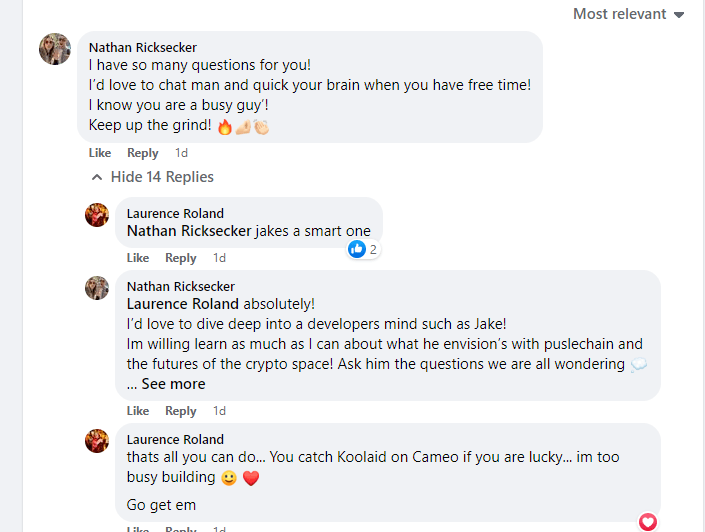 Most relevant
Nathan Ricksecker
I have so many questions for you!
I'd love to chat man and quick your brain when you have free time!
I know you are a busy guy'!
Keep up the grind! 🔥🤌🏻👏🏻
Like Reply 1d
Hide 14 Replies
Laurence Roland
Nathan Ricksecker jakes a smart one
2
Like Reply 1d
Nathan Ricksecker
Laurence Roland absolutely!
I'd love to dive deep into a developers mind such as Jake!
Im willing learn as much as I can about what he envision's with puslechain and
the futures of the crypto space! Ask him the questions we are all wondering 💭
... See more
Like Reply 1d
Laurence Roland
thats all you can do... You catch Koolaid on Cameo if you are lucky... im too
busy building 🙂 ❤️
Go get em
Like Reply 1d